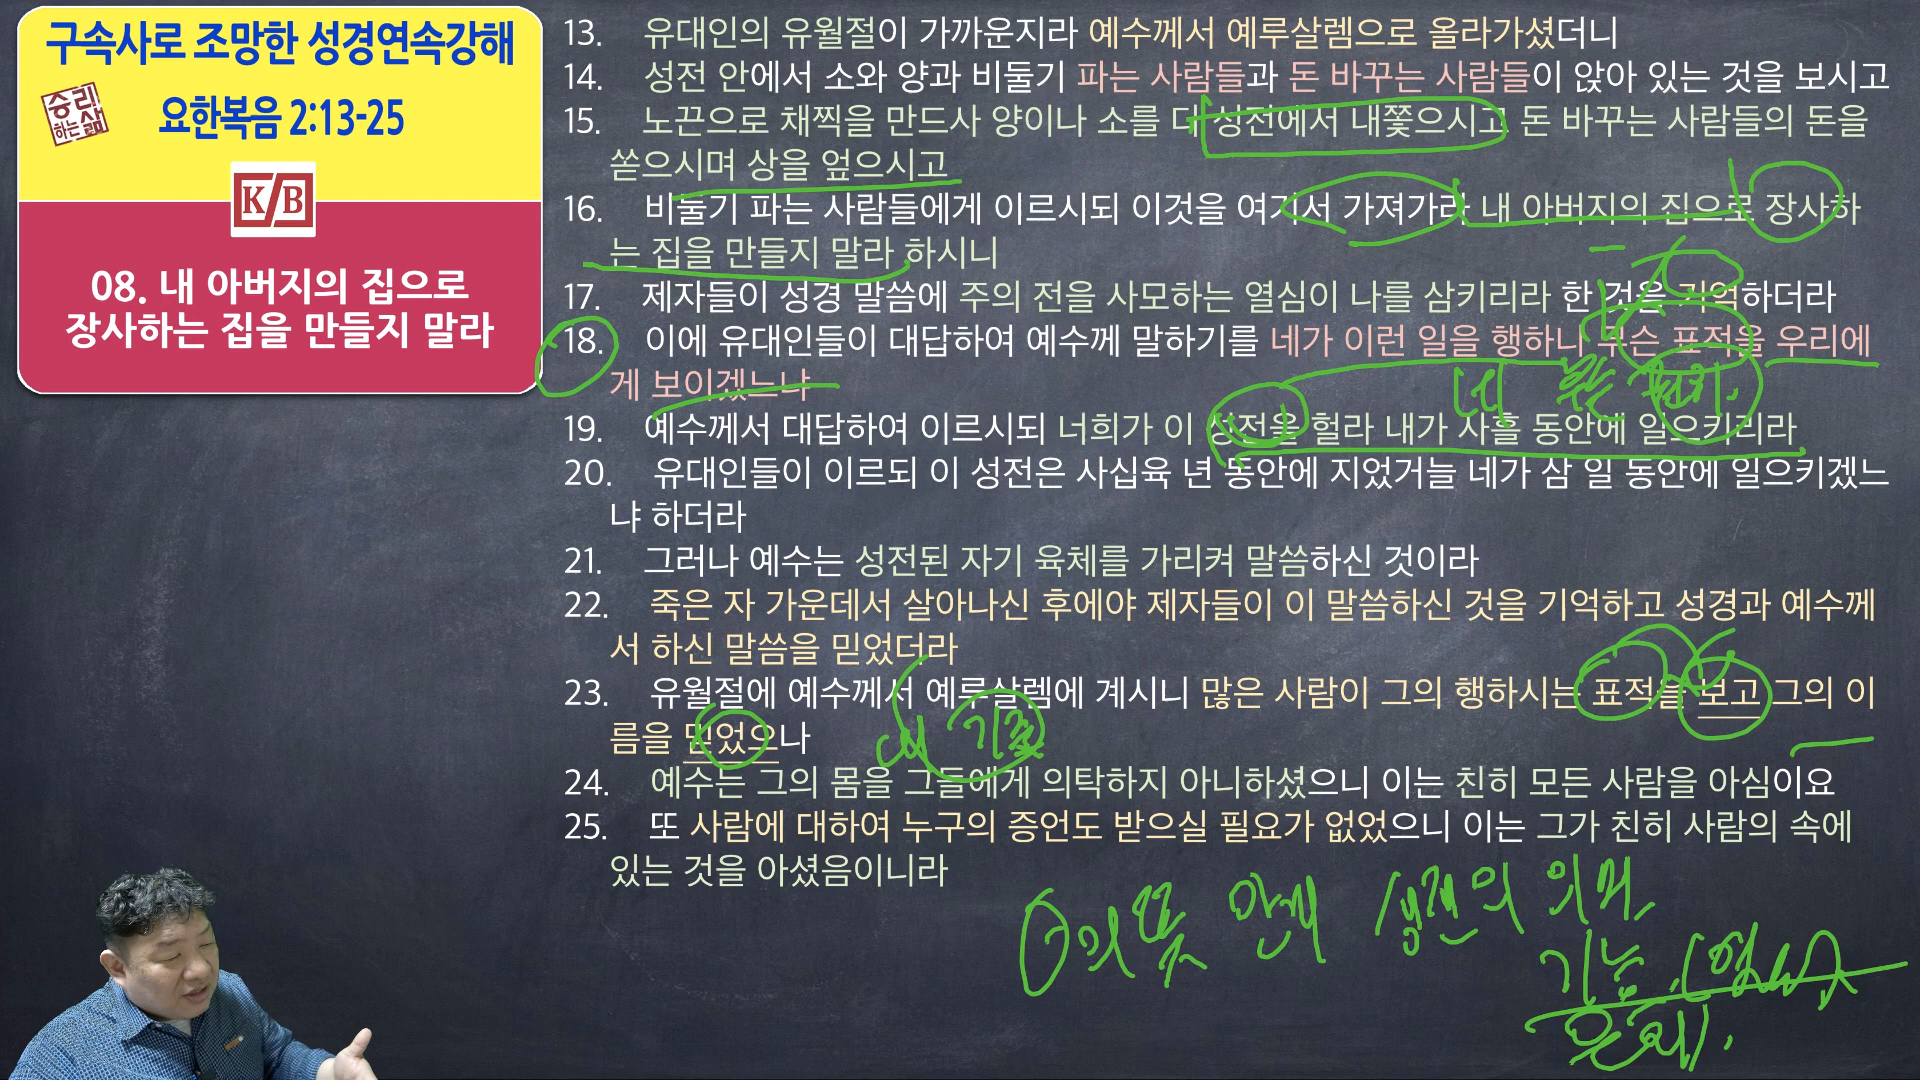 구속사로 조망한 성경연속강해
승리하는 삶
요한복음 2:13-25
K/B
08. 내 아버지의 집으로
장사하는 집을 만들지 말라
13. 유대인의 유월절이 가까운지라 예수께서 예루살렘으로 올라가셨더니
14. 성전 안에서 소와 양과 비둘기 파는 사람들과 돈 바꾸는 사람들이 앉아 있는 것을 보시고
15. 노끈으로 채찍을 만드사 양이나 소를 다 성전에서 내쫓으시고 돈 바꾸는 사람들의 돈을
쏟으시며 상을 엎으시고
16. 비둘기 파는 사람들에게 이르시되 이것을 여기서 가져가라 내 아버지의 집으로 장사하
는 집을 만들지 말라 하시니
17. 제자들이 성경 말씀에 주의 전을 사모하는 열심이 나를 삼키리라 한 것을 기억하더라
18. 이에 유대인들이 대답하여 예수께 말하기를 네가 이런 일을 행하니 무슨 표적을 우리에
게 보이겠느냐
19. 예수께서 대답하여 이르시되 너희가 이 성전을 헐라 내가 사흘 동안에 일으키리라
20. 유대인들이 이르되 이 성전은 사십육 년 동안에 지었거늘 네가 삼 일 동안에 일으키겠느
냐 하더라
21. 그러나 예수는 성전된 자기 육체를 가리켜 말씀하신 것이라
22. 죽은 자 가운데서 살아나신 후에야 제자들이 이 말씀하신 것을 기억하고 성경과 예수께
서 하신 말씀을 믿었더라
23. 유월절에 예수께서 예루살렘에 계시니 많은 사람이 그의 행하시는 표적을 보고 그의 이
름을 믿었으나
내 기준
24. 예수는 그의 몸을 그들에게 의탁하지 아니하셨으니 이는 친히 모든 사람을 아심이요
25. 또 사람에 대하여 누구의 증언도 받으실 필요가 없었으니 이는 그가 친히 사람의 속에
있는 것을 아셨음이니라
성전의 의미
기능